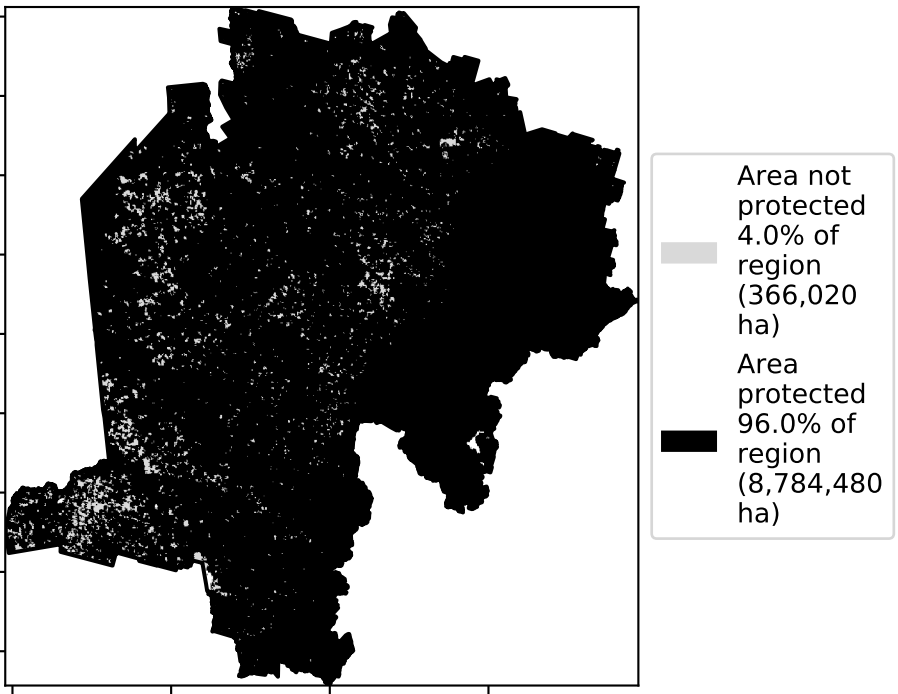 Area not
protected
4.0% of
region
(366,020
ha)
Area
protected
96.0% of
region
(8,784,480
ha)